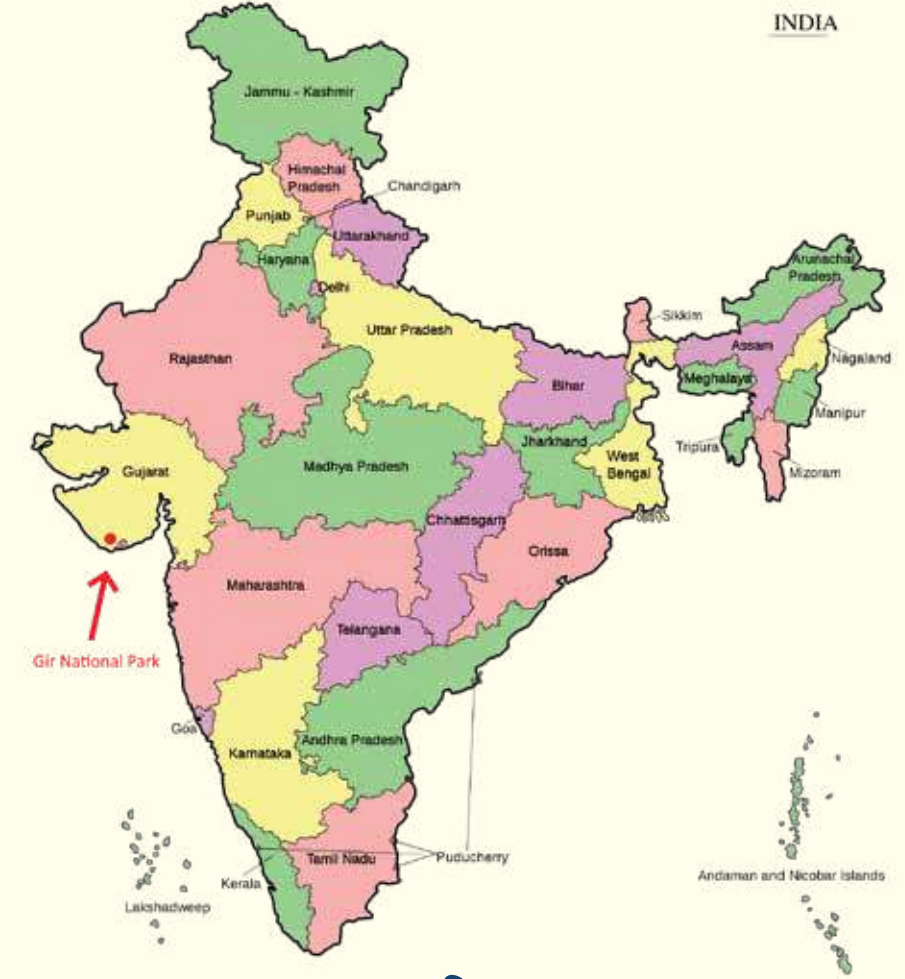 INDIA
Jammu - Kashmir
Himachal
Pradesh
Chandigarh
Punjab
Uttarakhand
Haryana
Delhi
Arunachal
Pradesh
Sikkim
Uttar Pradesh
Assam
Rajasthan
Nagaland
Bihar
Meghalaya
Manipur
Jharkhand
Tripura
West
Bengal
Gujarat
Madhya Pradesh
Mizoram
Chhattisgarh
Orissa
Maharashtra
Telangana
Gir National Park
Goa
Andhra Pradesh
Karnataka
Tamil Nadu
Puducherry
Kerala
Andaman and Nicobar Islands
Lakshadweep